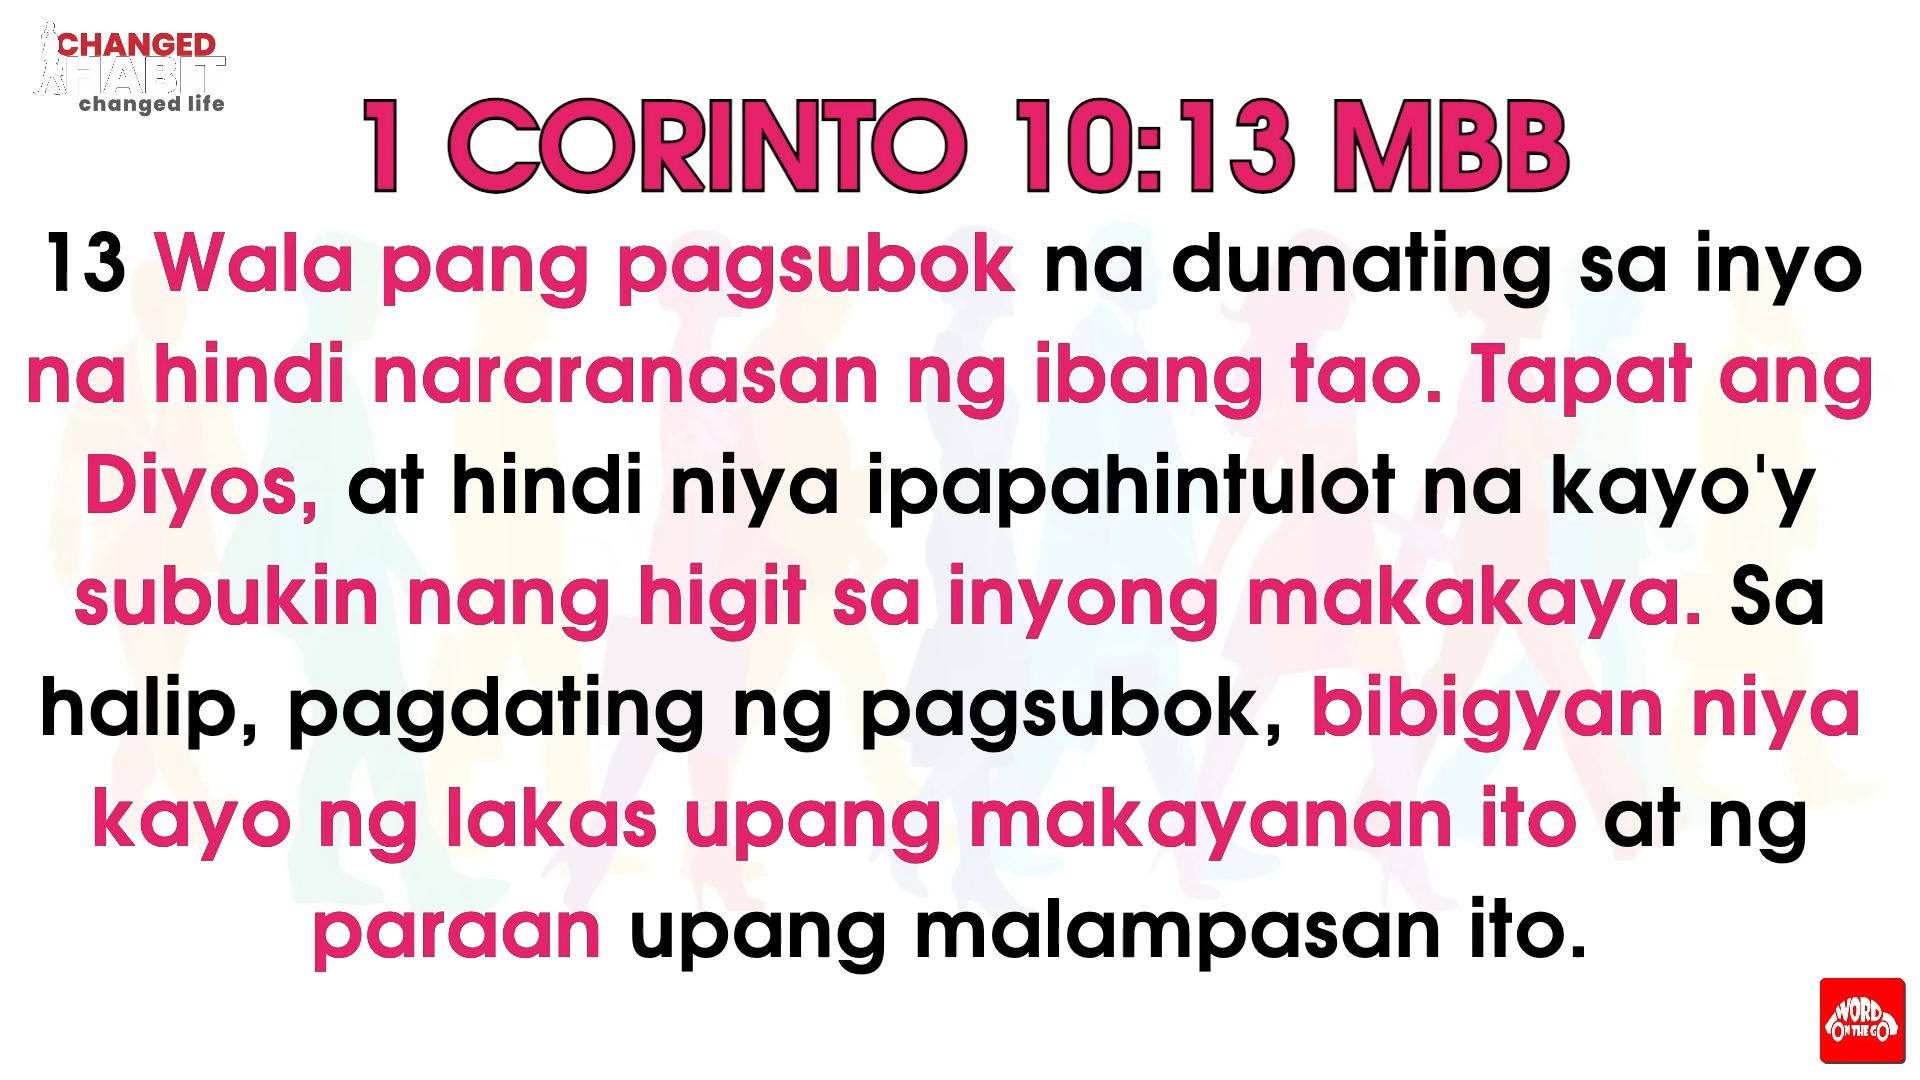 CHANGED
HABIT
changed life
1 CORINTO 10:13 MBB
13 Wala pang pagsubok na dumating sa inyo
na hindi nararanasan ng ibang tao. Tapat ang
Diyos, at hindi niya ipapahintulot na kayo'y
subukin nang higit sa inyong makakaya. Sa
halip, pagdating ng pagsubok, bibigyan niya
kayo ng lakas upang makayanan ito at ng
paraan upang malampasan ito.
WORD
ON THE GO